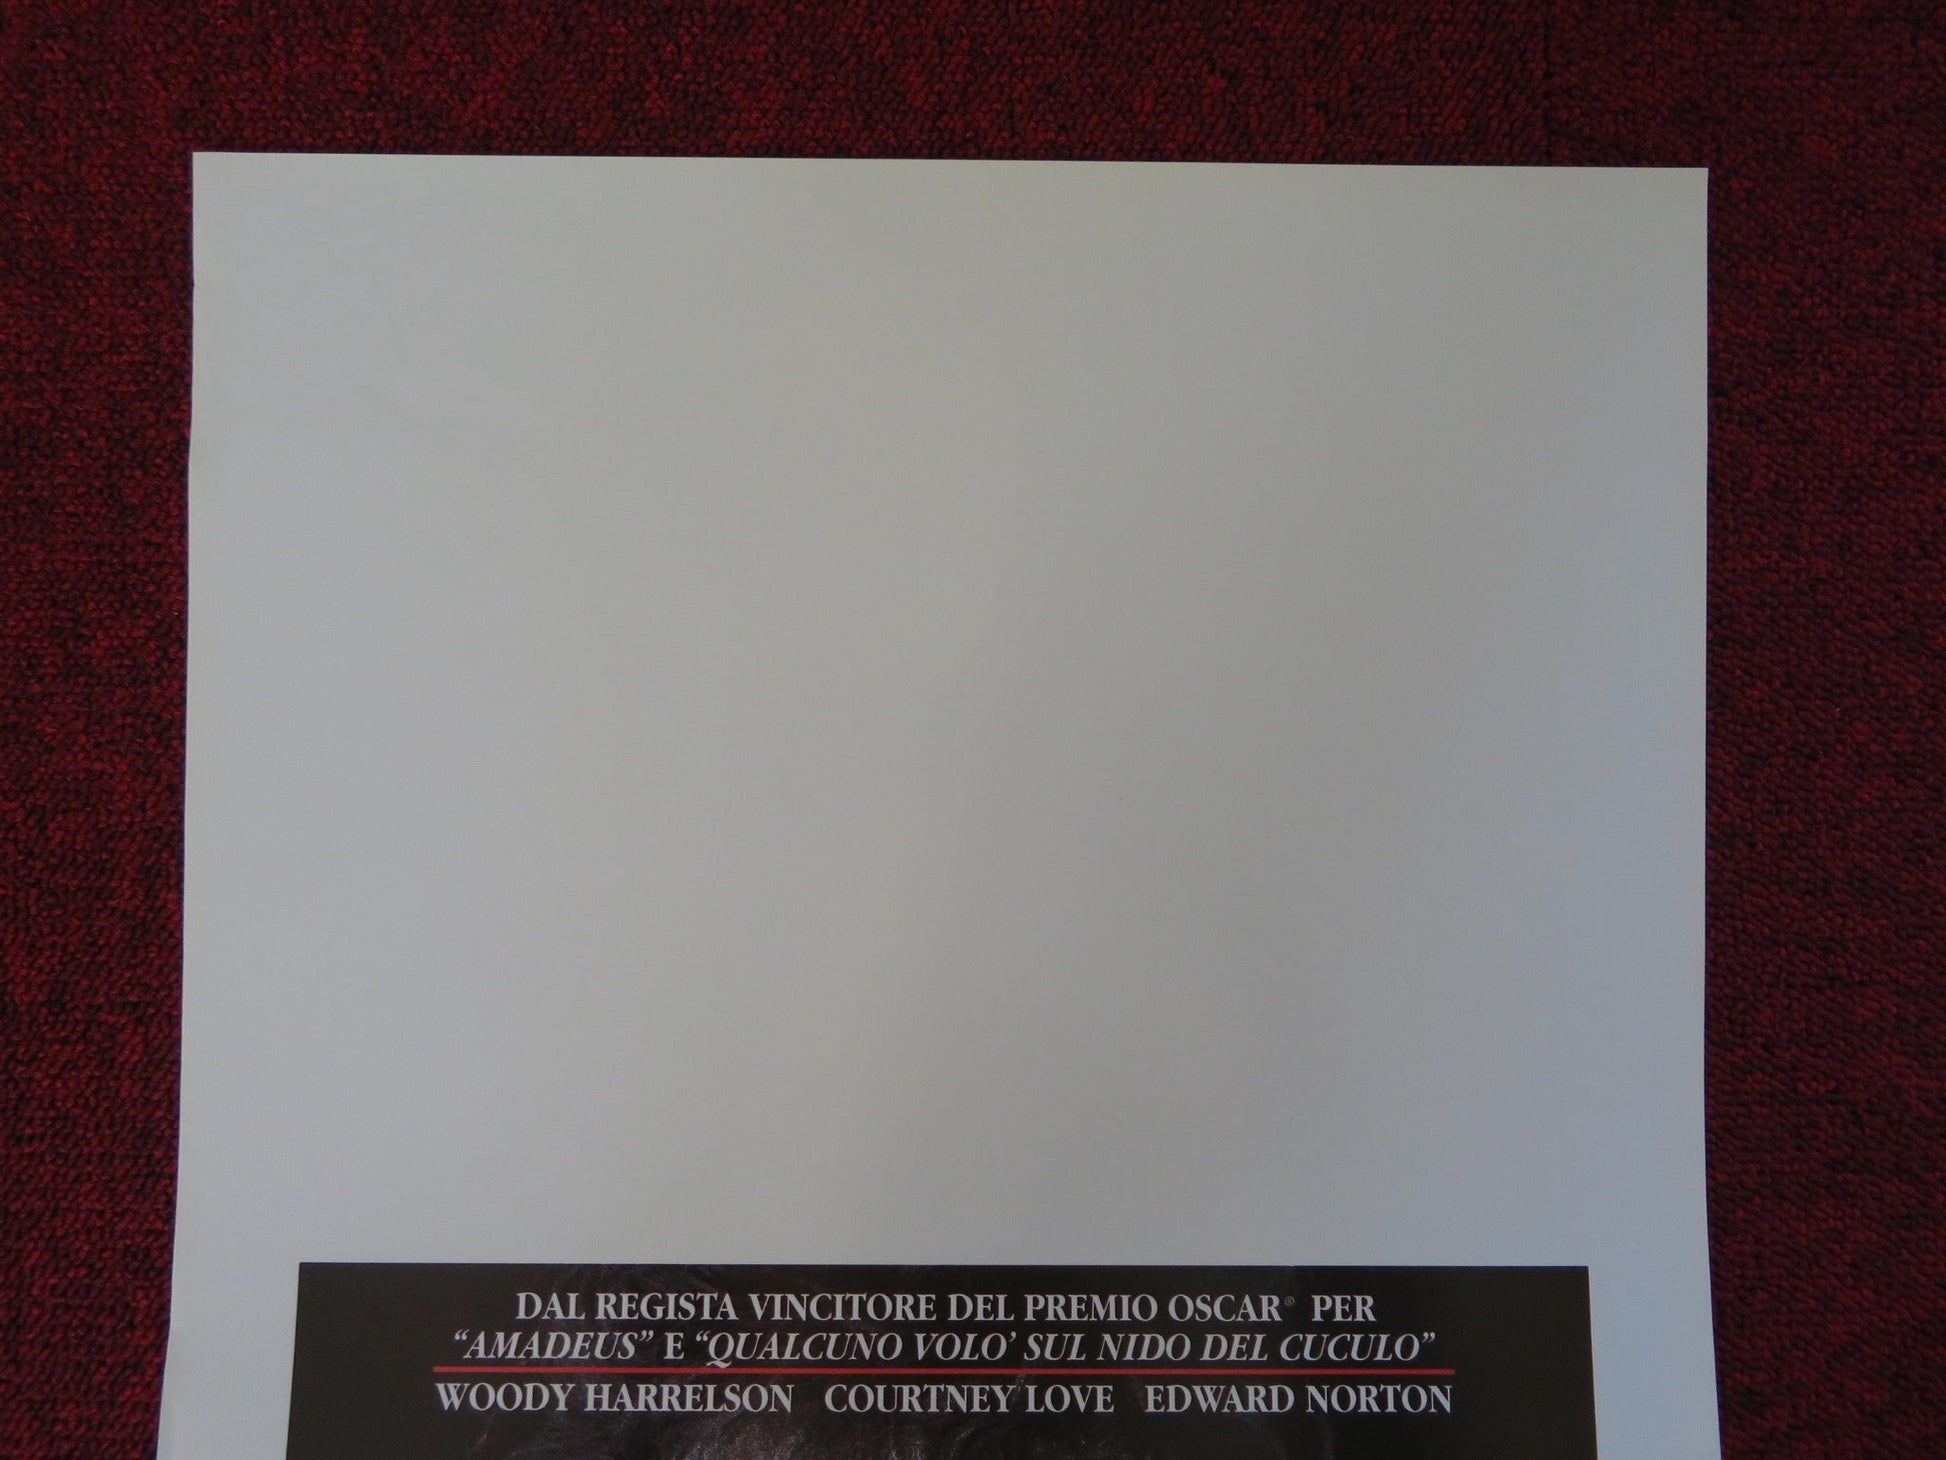 DAL REGISTA VINCITORE DEL PREMIO OSCAR® PER
“AMADEUS” E “QUALCUNO VOLO’ SUL NIDO DEL CUCULO”
WOODY HARRELSON COURTNEY LOVE EDWARD NORTON